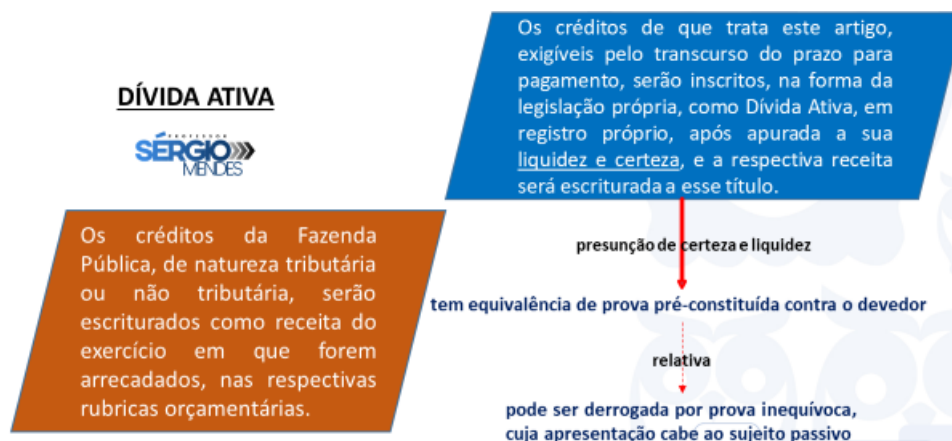 DÍVIDA ATIVA
PROFESSOR
SÉRGIO
MENDES
Os créditos de que trata este artigo,
exigíveis pelo transcurso do prazo para
pagamento, serão inscritos, na forma da
legislação própria, como Dívida Ativa, em
registro próprio, após apurada a sua
liquidez e certeza, e a respectiva receita
será escriturada a esse título.
Os créditos da Fazenda
Pública, de natureza tributária
ou não tributária, serão
escriturados como receita do
exercício em que forem
arrecadados, nas respectivas
rubricas orçamentárias.
presunção de certeza e liquidez
tem equivalência de prova pré-constituída contra o devedor
relativa
pode ser derrogada por prova inequívoca,
cuja apresentação cabe ao sujeito passivo